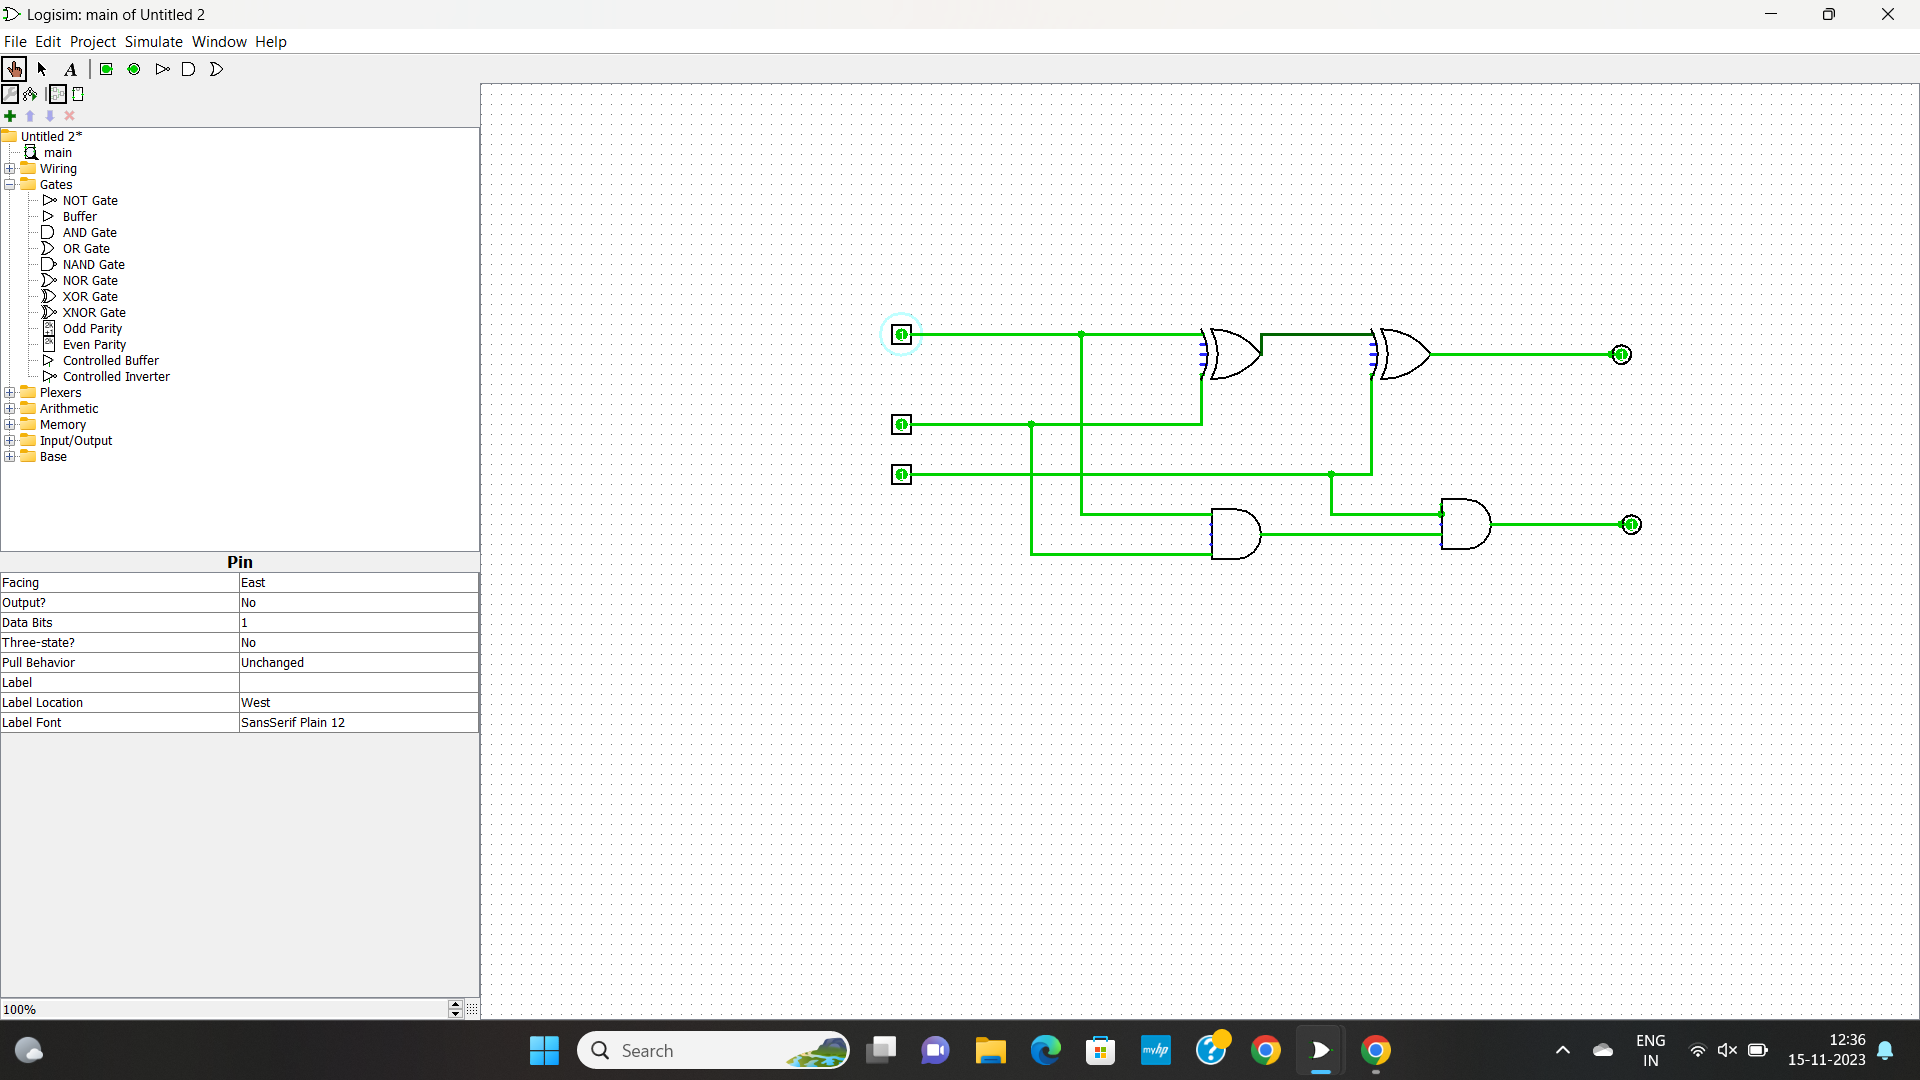 Logisim: main of Untitled 2
File Edit Project Simulate Window Help
A
Untitled 2*
main
Wiring
Gates
NOT Gate
Buffer
AND Gate
OR Gate
NAND Gate
NOR Gate
XOR Gate
XNOR Gate
Odd Parity
Even Parity
Controlled Buffer
Controlled Inverter
Plexers
Arithmetic
Memory
Input/Output
Base
Pin
Facing East
Output? No
Data Bits 1
Three-state? No
Pull Behavior Unchanged
Label
Label Location West
Label Font SansSerif Plain 12
100%
1
1
1
1
1
Search
myhp
ENG
IN
12:36
15-11-2023